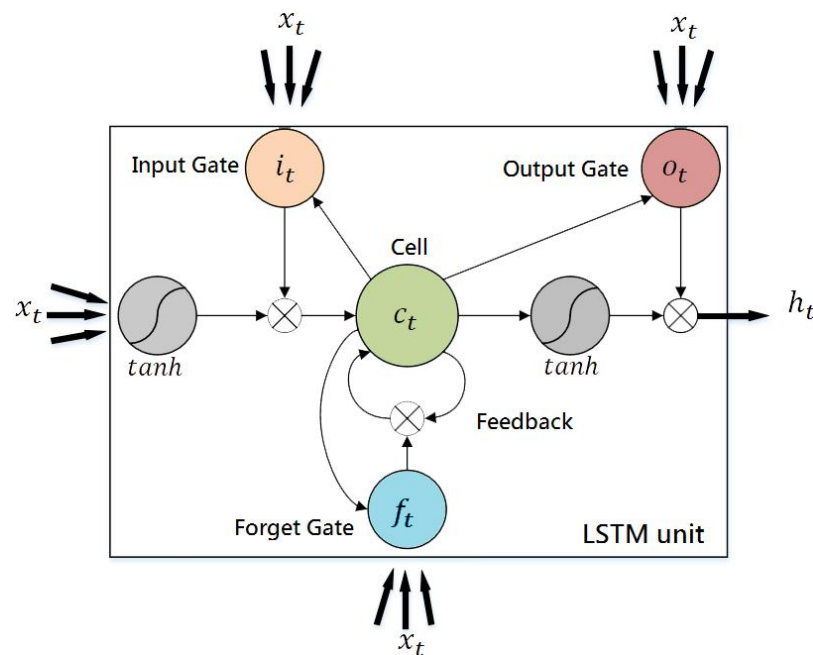 x_t
x_t
Input Gate
i_t
Output Gate
o_t
Cell
x_t
c_t
h_t
tanh
tanh
Feedback
Forget Gate
f_t
LSTM unit
x_t